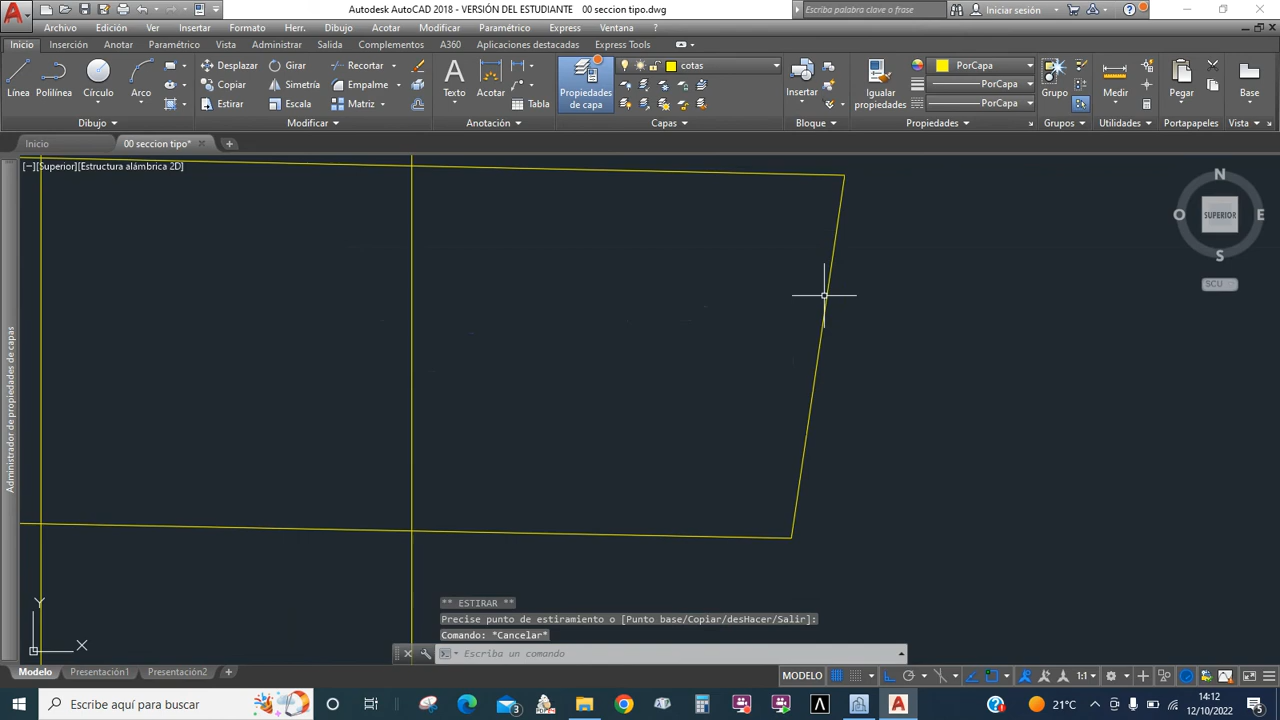 Autodesk AutoCAD 2018 - VERSIÓN DEL ESTUDIANTE    00 seccion tipo.dwg
Escriba palabra clave o frase
Iniciar sesión
Archivo Edición Ver Insertar Formato Herr. Dibujo Acotar Modificar Paramétrico Express Ventana ?
Inicio Inserción Anotar Paramétrico Vista Administrar Salida Complementos A360 Aplicaciones destacadas Express Tools
Línea Polilínea Círculo Arco
Desplazar Girar Recortar
Copiar Simetría Empalme
Estirar Escala Matriz
Texto Acotar Tabla
Propiedades de capa
cotas
Insertar
Igualar propiedades
PorCapa
PorCapa
PorCapa
Grupo Medir Pegar Base
Dibujo Modificar Anotación Capas Bloque Propiedades Grupos Utilidades Portapapeles Vista
Inicio 00 seccion tipo*
[−][Superior][Estructura alámbrica 2D]
N
O SUPERIOR E
S
SCU
Administrador de propiedades de capas
Y
X
** ESTIRAR **
Precise punto de estiramiento o [Punto base/Copiar/desHacer/Salir]:
Comando: *Cancelar*
Escriba un comando
Modelo Presentación1 Presentación2 +
MODELO 1:1
Escribe aquí para buscar
3
21°C
14:12
12/10/2022